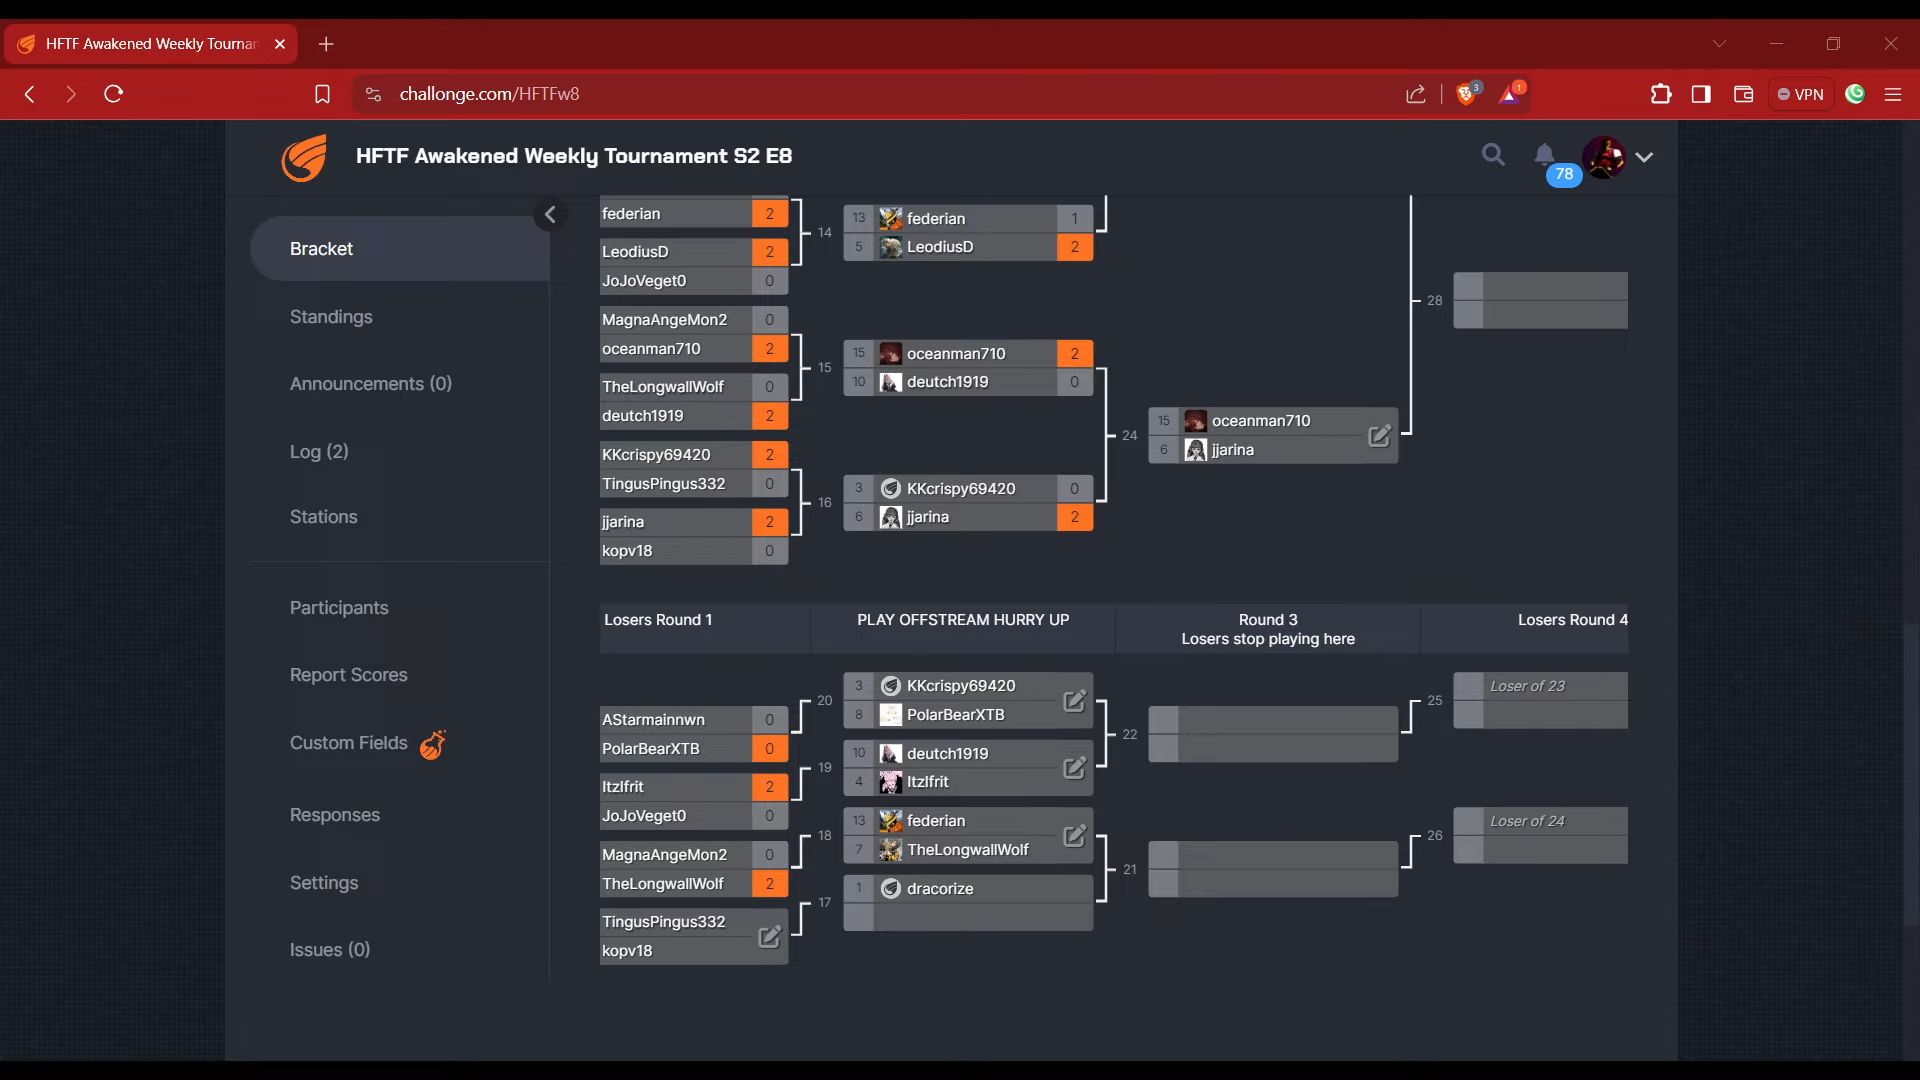 HFTF Awakened Weekly Tournar
challonge.com/HFTFw8
3
1
VPN
HFTF Awakened Weekly Tournament S2 E8
78
Bracket
Standings
Announcements (0)
Log (2)
Stations
Participants
Report Scores
Custom Fields
Responses
Settings
Issues (0)
federian 2
LeodiusD 2
JoJoVeget0 0
MagnaAngeMon2 0
oceanman710 2
TheLongwallWolf 0
deutch1919 2
KKcrispy69420 2
TingusPingus332 0
jjarina 2
kopv18 0
14
15
16
13 federian 1
5 LeodiusD 2
15 oceanman710 2
10 deutch1919 0
3 KKcrispy69420 0
6 jjarina 2
24
15 oceanman710
6 jjarina
28
Losers Round 1
PLAY OFFSTREAM HURRY UP
Round 3
Losers stop playing here
Losers Round 4
AStarmainnwn 0
PolarBearXTB 0
ItzIfrit 2
JoJoVeget0 0
MagnaAngeMon2 0
TheLongwallWolf 2
TingusPingus332
kopv18
20
19
18
17
3 KKcrispy69420
8 PolarBearXTB
10 deutch1919
4 ItzIfrit
13 federian
7 TheLongwallWolf
1 dracorize
22
21
25
26
Loser of 23
Loser of 24